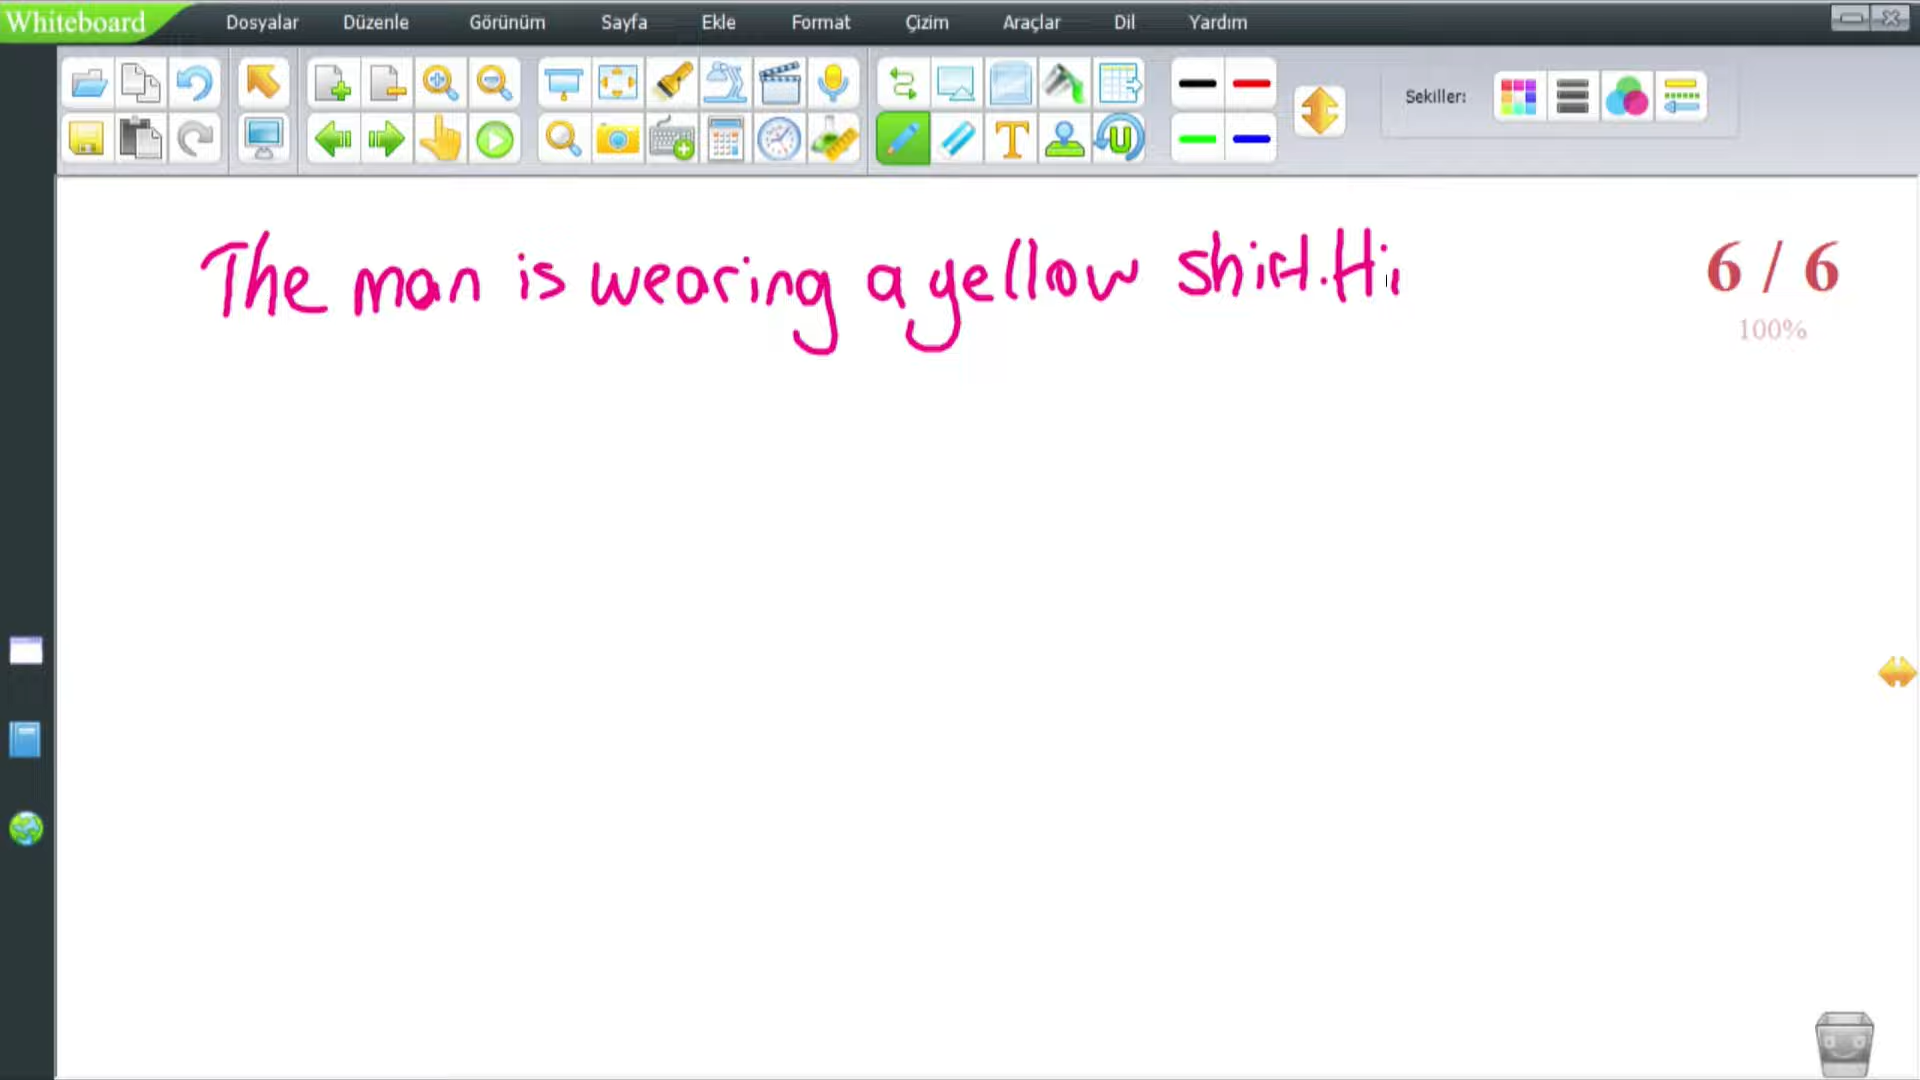 Whiteboard Dosyalar Düzenle Görünüm Sayfa Ekle Format Çizim Araçlar Dil Yardım
Sekiller:
The man is wearing a yellow shirt. Hi
6 / 6
100%